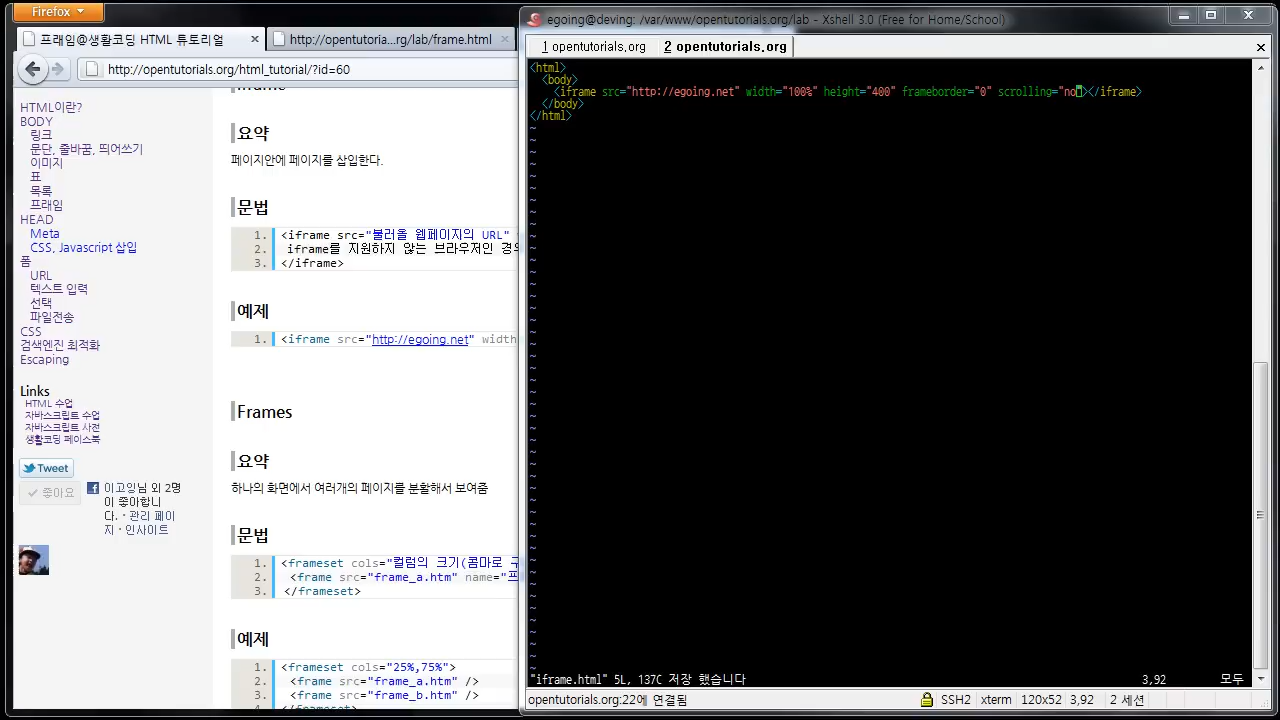 Firefox
프래임@생활코딩 HTML 튜토리얼
http://opentutoria...rg/lab/frame.html
http://opentutorials.org/html_tutorial/?id=60
HTML이란?
BODY
링크
문단, 줄바꿈, 띄어쓰기
이미지
표
목록
프래임
HEAD
Meta
CSS, Javascript 삽입
폼
URL
텍스트 입력
선택
파일전송
CSS
검색엔진 최적화
Escaping
Links
HTML 수업
자바스크립트 수업
자바스크립트 사전
생활코딩 페이스북
Tweet
좋아요
이고잉님 외 2명
이 좋아합니
다. · 관리 페이
지 · 인사이트
iframe
요약
페이지안에 페이지를 삽입한다.
문법
1. <iframe src="불러올 웹페이지의 URL"
2. iframe를 지원하지 않는 브라우저인 경우
3. </iframe>
예제
1. <iframe src="http://egoing.net" width
Frames
요약
하나의 화면에서 여러개의 페이지를 분활해서 보여줌
문법
1. <frameset cols="컬럼의 크기(콤마로 구
2. <frame src="frame_a.htm" name="프
3. </frameset>
예제
1. <frameset cols="25%,75%">
2. <frame src="frame_a.htm" />
3. <frame src="frame_b.htm" />
egoing@deving: /var/www/opentutorials.org/lab - Xshell 3.0 (Free for Home/School)
1 opentutorials.org
2 opentutorials.org
<html>
<body>
<iframe src="http://egoing.net" width="100%" height="400" frameborder="0" scrolling="no"></iframe>
</body>
</html>
"iframe.html" 5L, 137C 저장 했습니다
3,92
모두
opentutorials.org:22에 연결됨
SSH2
xterm
120x52
3,92
2 세션